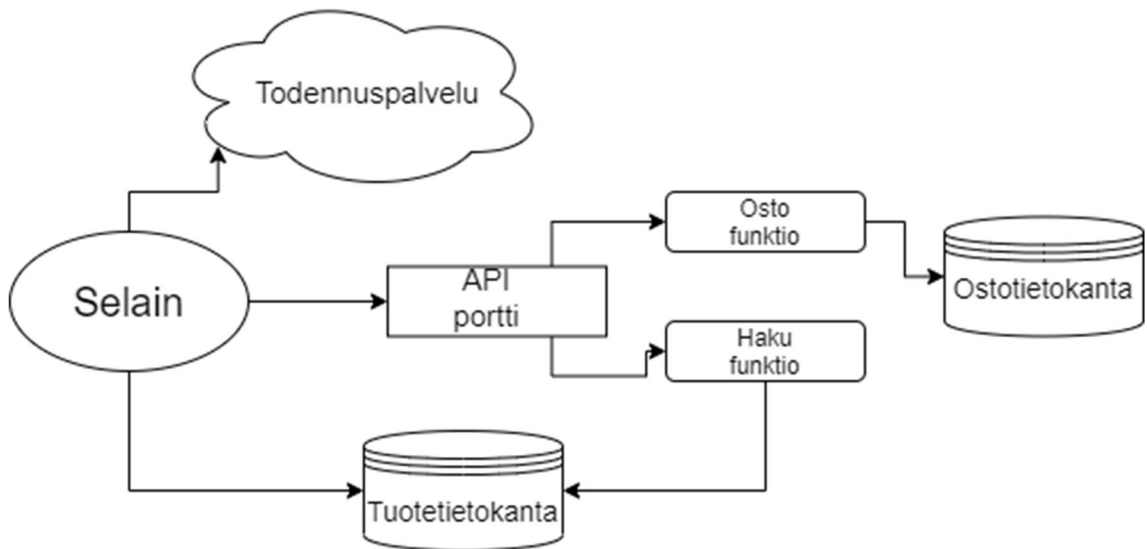 Todennuspalvelu
Osto
funktio
Selain
API
portti
Ostotietokanta
Haku
funktio
Tuotetietokanta